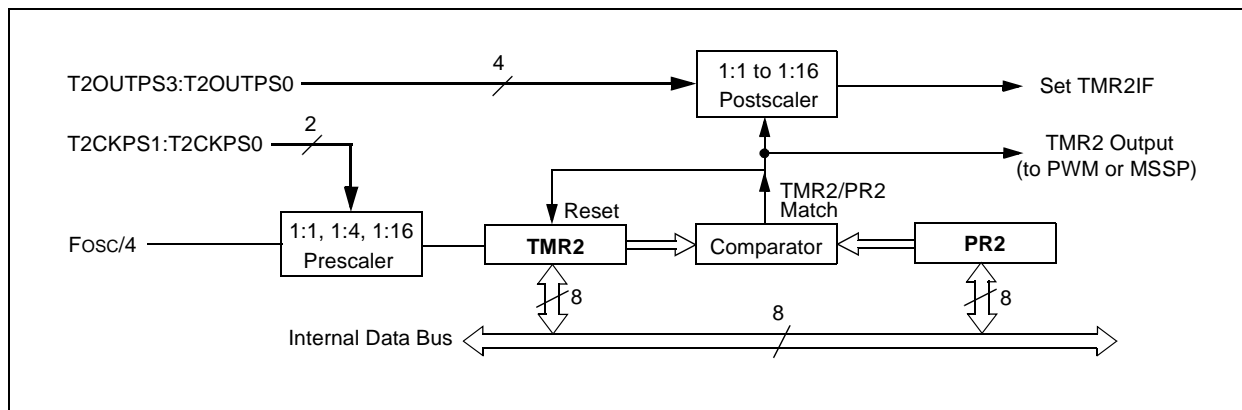 4
T2OUTPS3:T2OUTPS0
1:1 to 1:16
Postscaler
Set TMR2IF
2
T2CKPS1:T2CKPS0
TMR2 Output
(to PWM or MSSP)
TMR2/PR2
Match
Reset
FOSC/4
1:1, 1:4, 1:16
Prescaler
TMR2
Comparator
PR2
8
8
8
Internal Data Bus